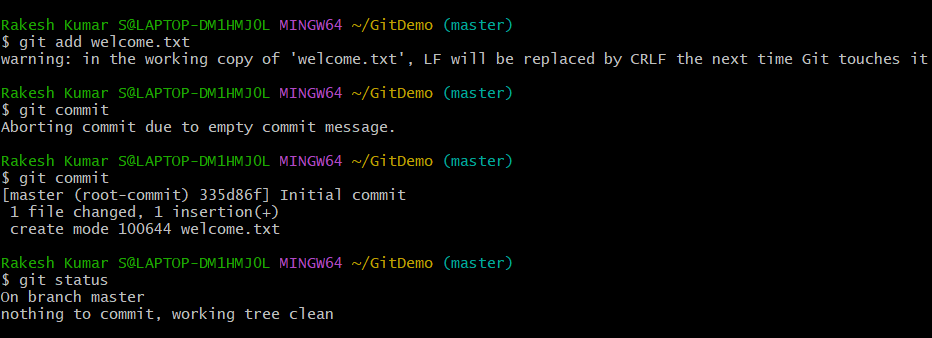 Rakesh Kumar S@LAPTOP-DM1HMJ0L MINGW64 ~/GitDemo (master)
$ git add welcome.txt
warning: in the working copy of 'welcome.txt', LF will be replaced by CRLF the next time Git touches it
Rakesh Kumar S@LAPTOP-DM1HMJ0L MINGW64 ~/GitDemo (master)
$ git commit
Aborting commit due to empty commit message.
Rakesh Kumar S@LAPTOP-DM1HMJ0L MINGW64 ~/GitDemo (master)
$ git commit
[master (root-commit) 335d86f] Initial commit
 1 file changed, 1 insertion(+)
 create mode 100644 welcome.txt
Rakesh Kumar S@LAPTOP-DM1HMJ0L MINGW64 ~/GitDemo (master)
$ git status
On branch master
nothing to commit, working tree clean